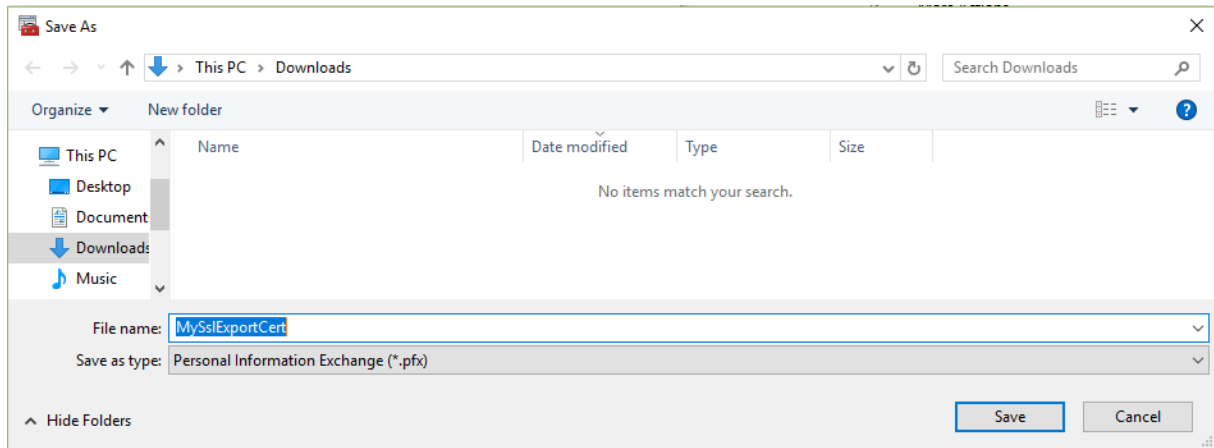 Save As
This PC > Downloads
Search Downloads
Organize
New folder
Name
Date modified
Type
Size
This PC
Desktop
Document
Downloads
Music
No items match your search.
File name: MySslExportCert
Save as type: Personal Information Exchange (*.pfx)
Hide Folders
Save
Cancel